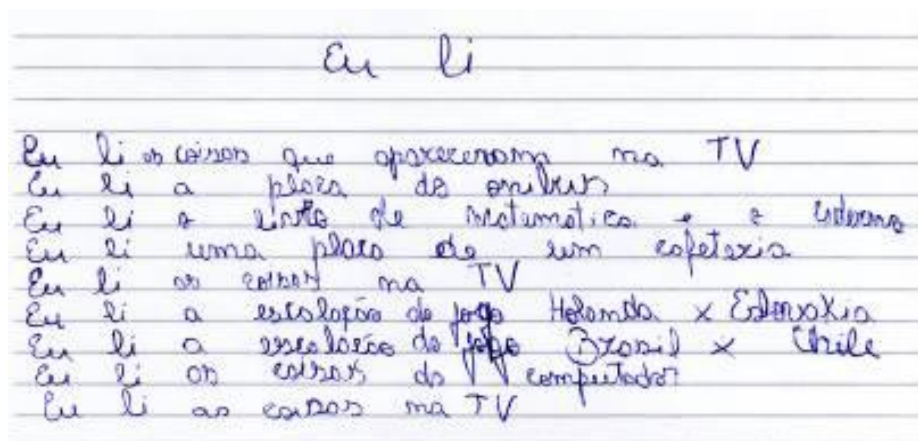 Eu li
Eu li as coisas que apareceram na TV
Eu li a placa do onibus
Eu li o livro de matematica e o caderno
Eu li uma placa de um cafeteria
Eu li as coisas na TV
Eu li a escalação do jogo Holanda x Eslovakia
Eu li a escalação do jogo Brasil x Chile
Eu li as coisas do computador
Eu li as coisas na TV